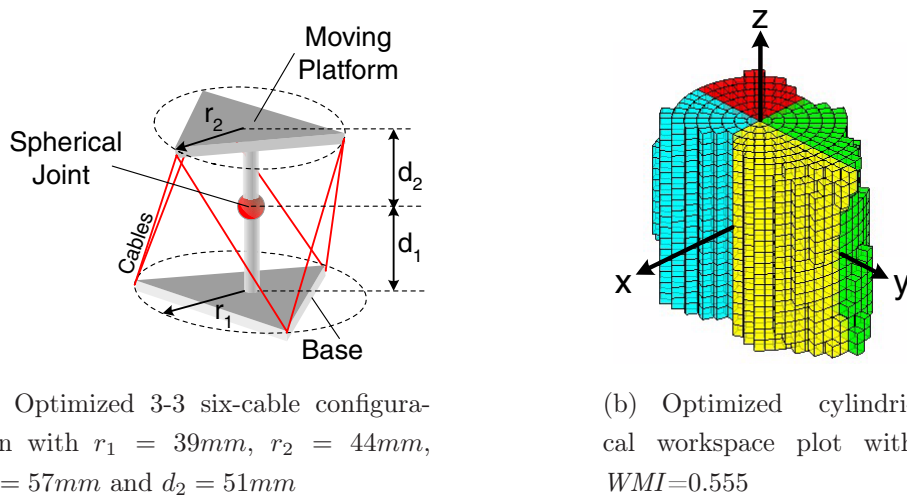 Moving
Platform
r2
Spherical
Joint
d2
Cables
d1
r1
Base
z
x
y
Optimized 3-3 six-cable configura-
n with r1 = 39mm, r2 = 44mm,
= 57mm and d2 = 51mm
(b) Optimized cylindri
cal workspace plot with
WMI=0.555